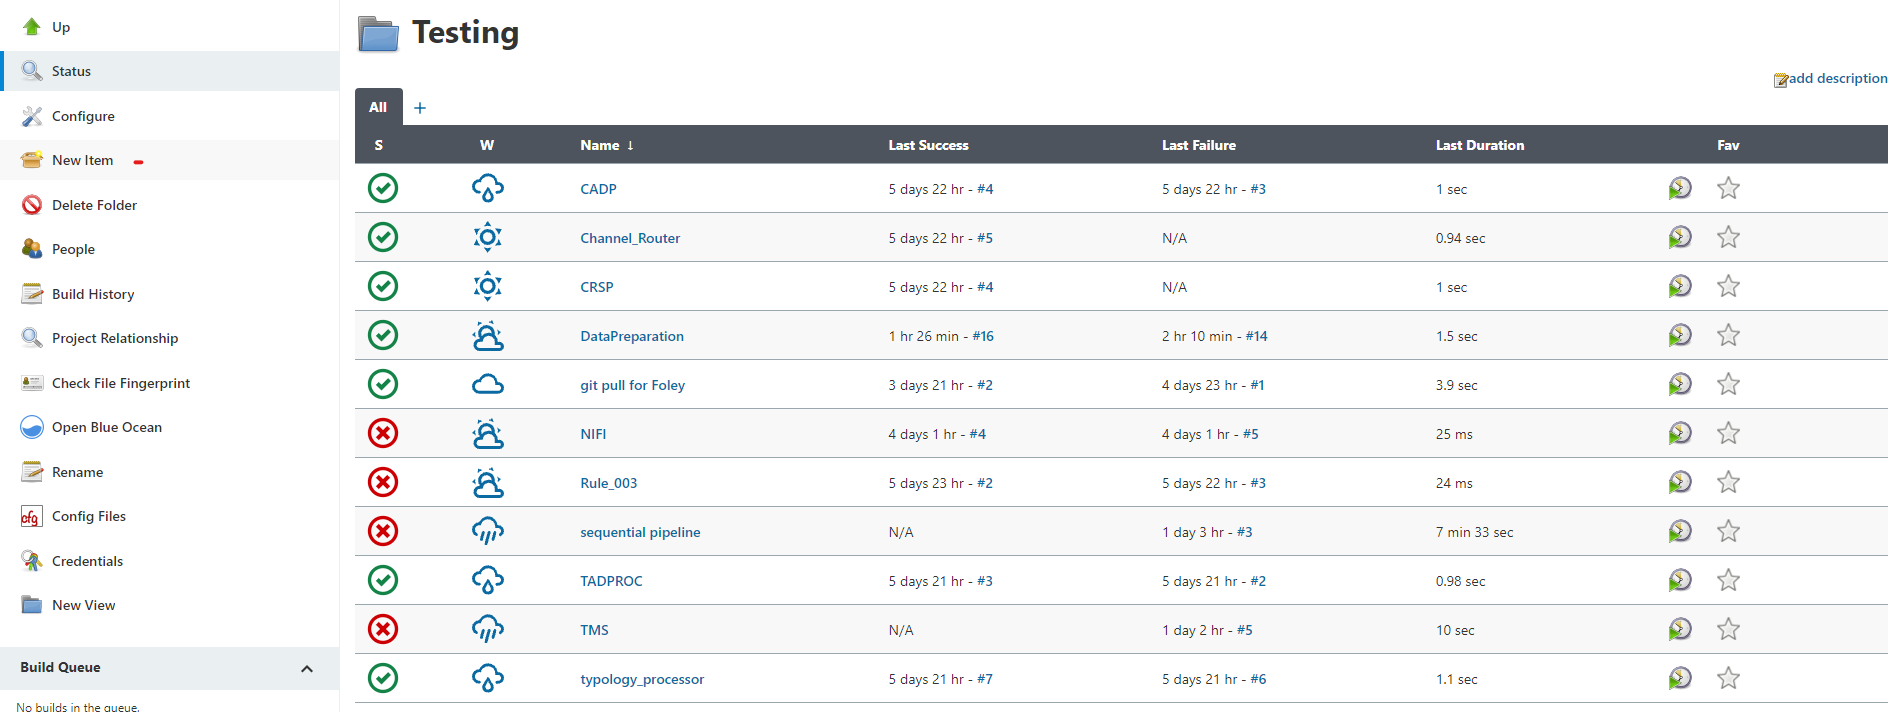 Up
Status
Configure
New Item
Delete Folder
People
Build History
Project Relationship
Check File Fingerprint
Open Blue Ocean
Rename
cfg Config Files
Credentials
New View
Build Queue
No builds in the queue.
Testing
add description
All +
S W Name ↓ Last Success Last Failure Last Duration Fav
CADP 5 days 22 hr - #4 5 days 22 hr - #3 1 sec
Channel_Router 5 days 22 hr - #5 N/A 0.94 sec
CRSP 5 days 22 hr - #4 N/A 1 sec
DataPreparation 1 hr 26 min - #16 2 hr 10 min - #14 1.5 sec
git pull for Foley 3 days 21 hr - #2 4 days 23 hr - #1 3.9 sec
NIFI 4 days 1 hr - #4 4 days 1 hr - #5 25 ms
Rule_003 5 days 23 hr - #2 5 days 22 hr - #3 24 ms
sequential pipeline N/A 1 day 3 hr - #3 7 min 33 sec
TADPROC 5 days 21 hr - #3 5 days 21 hr - #2 0.98 sec
TMS N/A 1 day 2 hr - #5 10 sec
typology_processor 5 days 21 hr - #7 5 days 21 hr - #6 1.1 sec